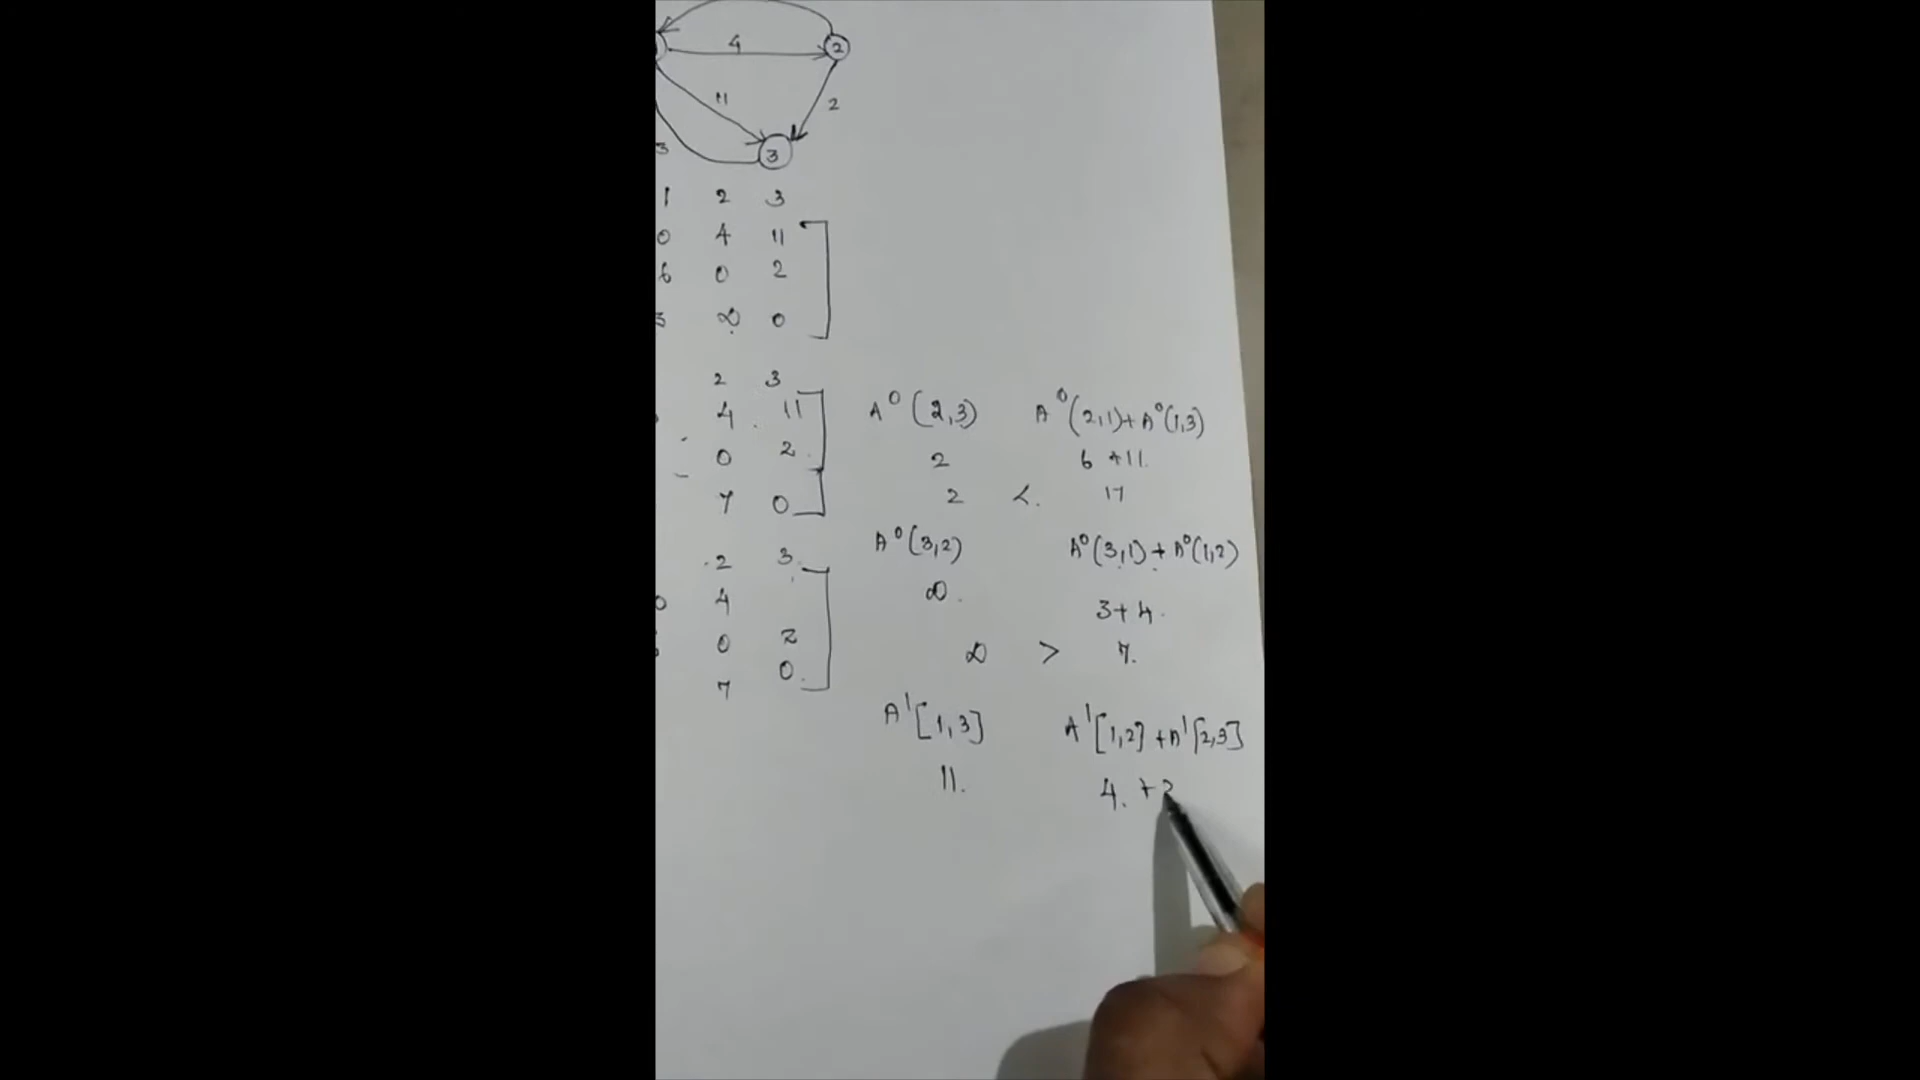 4 2
11 2
3 3
1 2 3
0 4 11
6 0 2
3 ∞ 0
2 3
4 11
0 2
7 0
A⁰(2,3) A⁰(2,1)+A⁰(1,3)
2 6+11.
2 <. 17
A⁰(3,2) A⁰(3,1)+A⁰(1,2)
∞. 3+4.
∞ > 7.
2 3
0 4
0 2
7 0
A¹[1,3] A¹[1,2]+A¹[2,3]
11. 4.+2